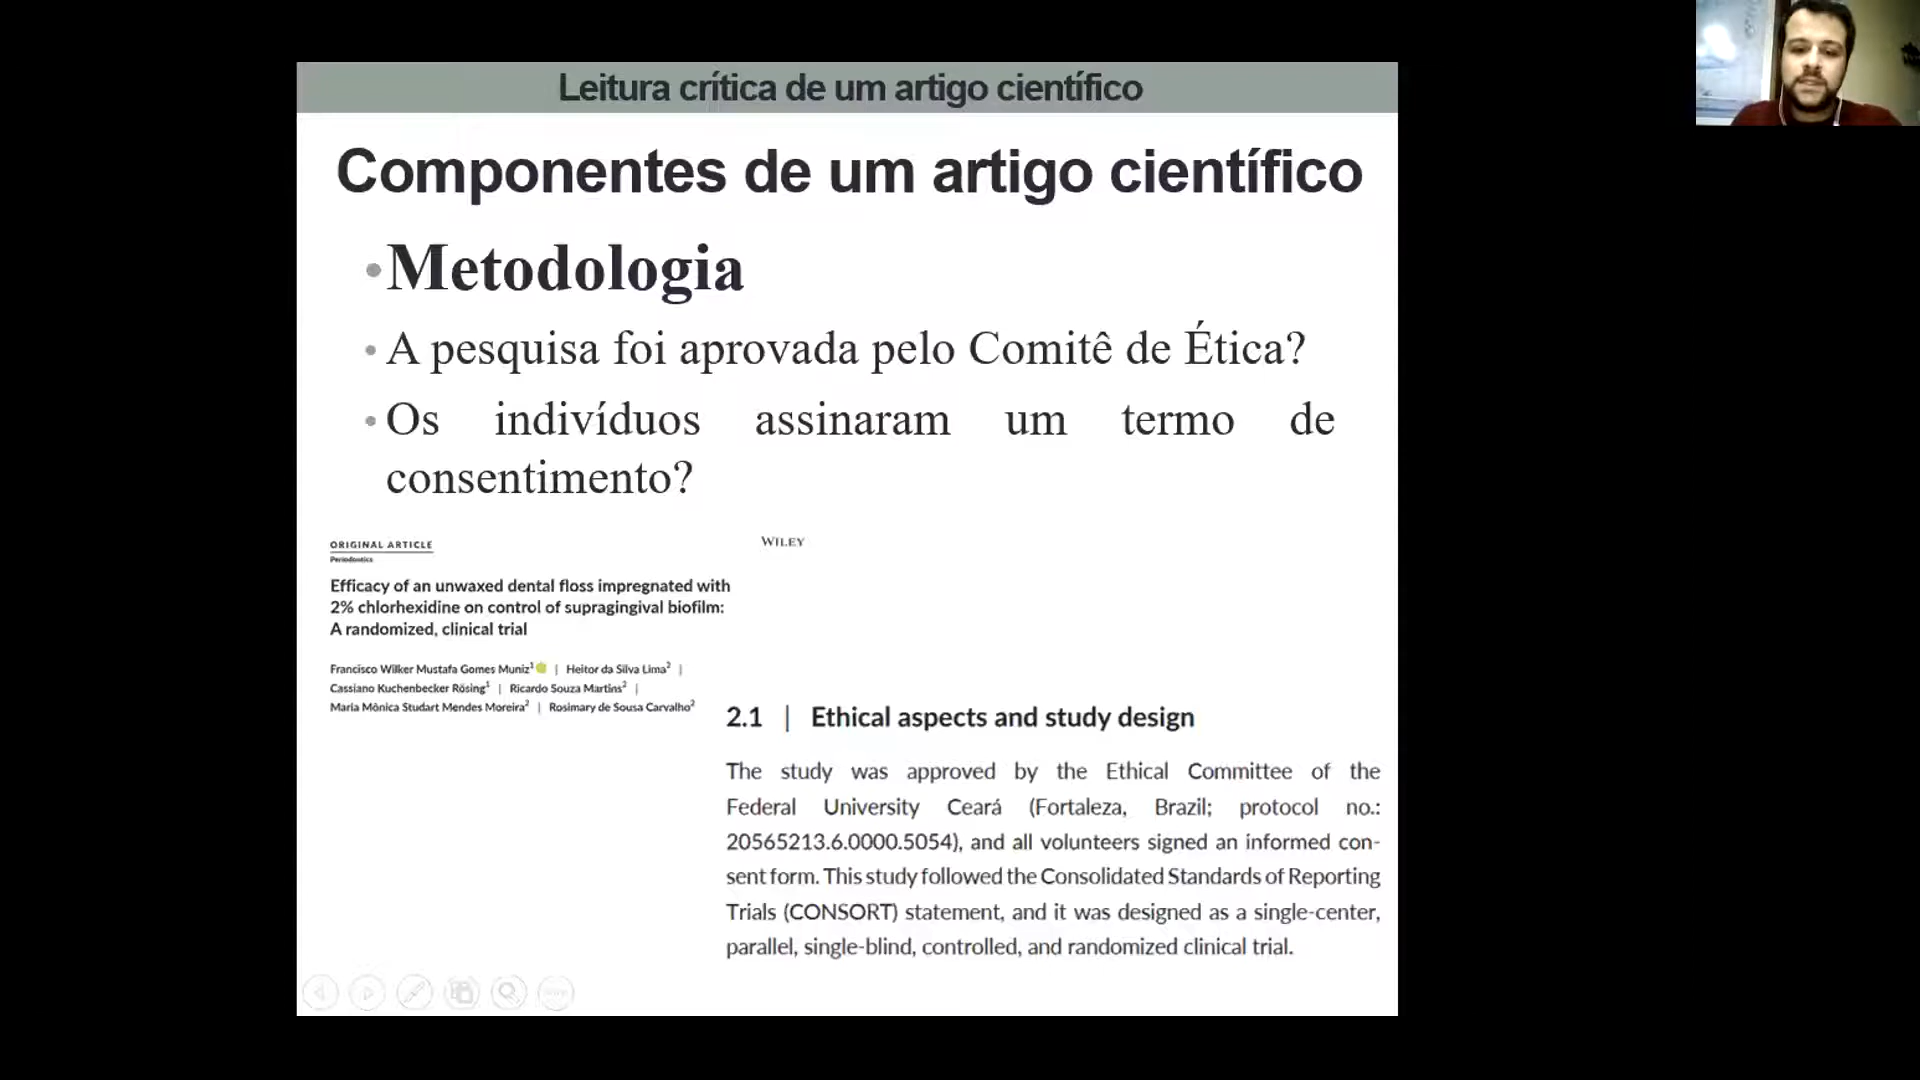 Leitura crítica de um artigo científico
Componentes de um artigo científico
•Metodologia
• A pesquisa foi aprovada pelo Comitê de Ética?
• Os indivíduos assinaram um termo de
consentimento?
ORIGINAL ARTICLE
Periodontics
WILEY
Efficacy of an unwaxed dental floss impregnated with
2% chlorhexidine on control of supragingival biofilm:
A randomized, clinical trial
Francisco Wilker Mustafa Gomes Muniz¹ | Heitor da Silva Lima² |
Cassiano Kuchenbecker Rösing¹ | Ricardo Souza Martins² |
Maria Mônica Studart Mendes Moreira² | Rosimary de Sousa Carvalho²
2.1 | Ethical aspects and study design
The study was approved by the Ethical Committee of the
Federal University Ceará (Fortaleza, Brazil; protocol no.:
20565213.6.0000.5054), and all volunteers signed an informed con-
sent form. This study followed the Consolidated Standards of Reporting
Trials (CONSORT) statement, and it was designed as a single-center,
parallel, single-blind, controlled, and randomized clinical trial.